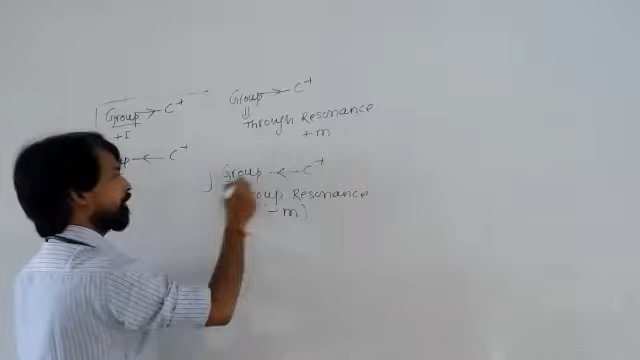 Group → C+
+I
C+
Group → C+
⇓
Through Resonance
+m
Group ← C+
Resonance
-m)